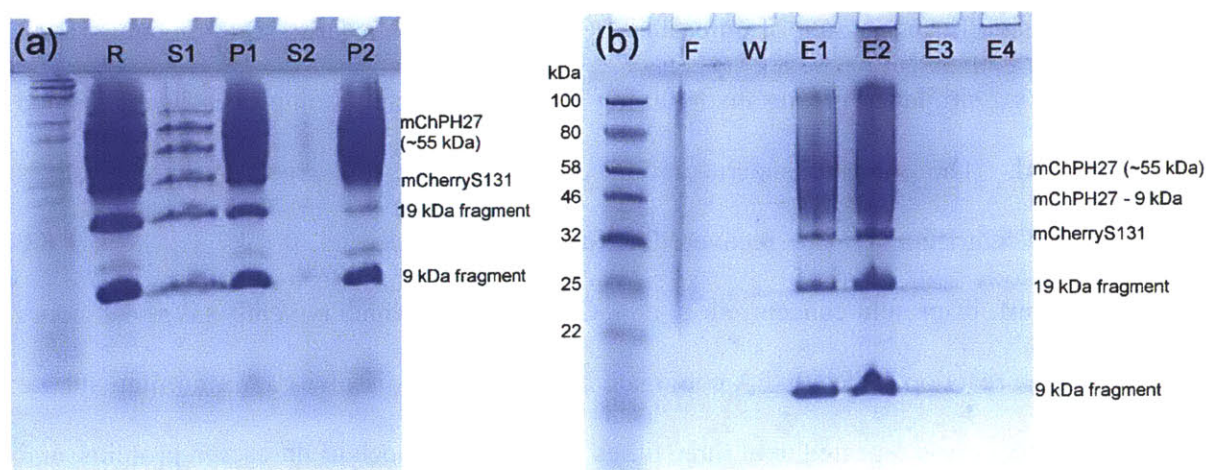 (a)
R S1 P1 S2 P2
mChPH27
(~55 kDa)
mCherryS131
19 kDa fragment
9 kDa fragment
(b)
F W E1 E2 E3 E4
kDa
100
80
58
46
32
25
22
mChPH27 (~55 kDa)
mChPH27 - 9 kDa
mCherryS131
19 kDa fragment
9 kDa fragment